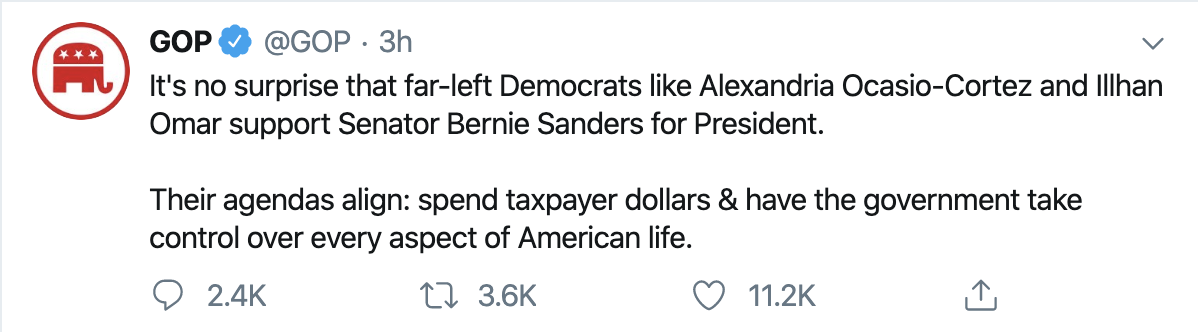 GOP @GOP · 3h
It's no surprise that far-left Democrats like Alexandria Ocasio-Cortez and Illhan
Omar support Senator Bernie Sanders for President.
Their agendas align: spend taxpayer dollars & have the government take
control over every aspect of American life.
2.4K 3.6K 11.2K